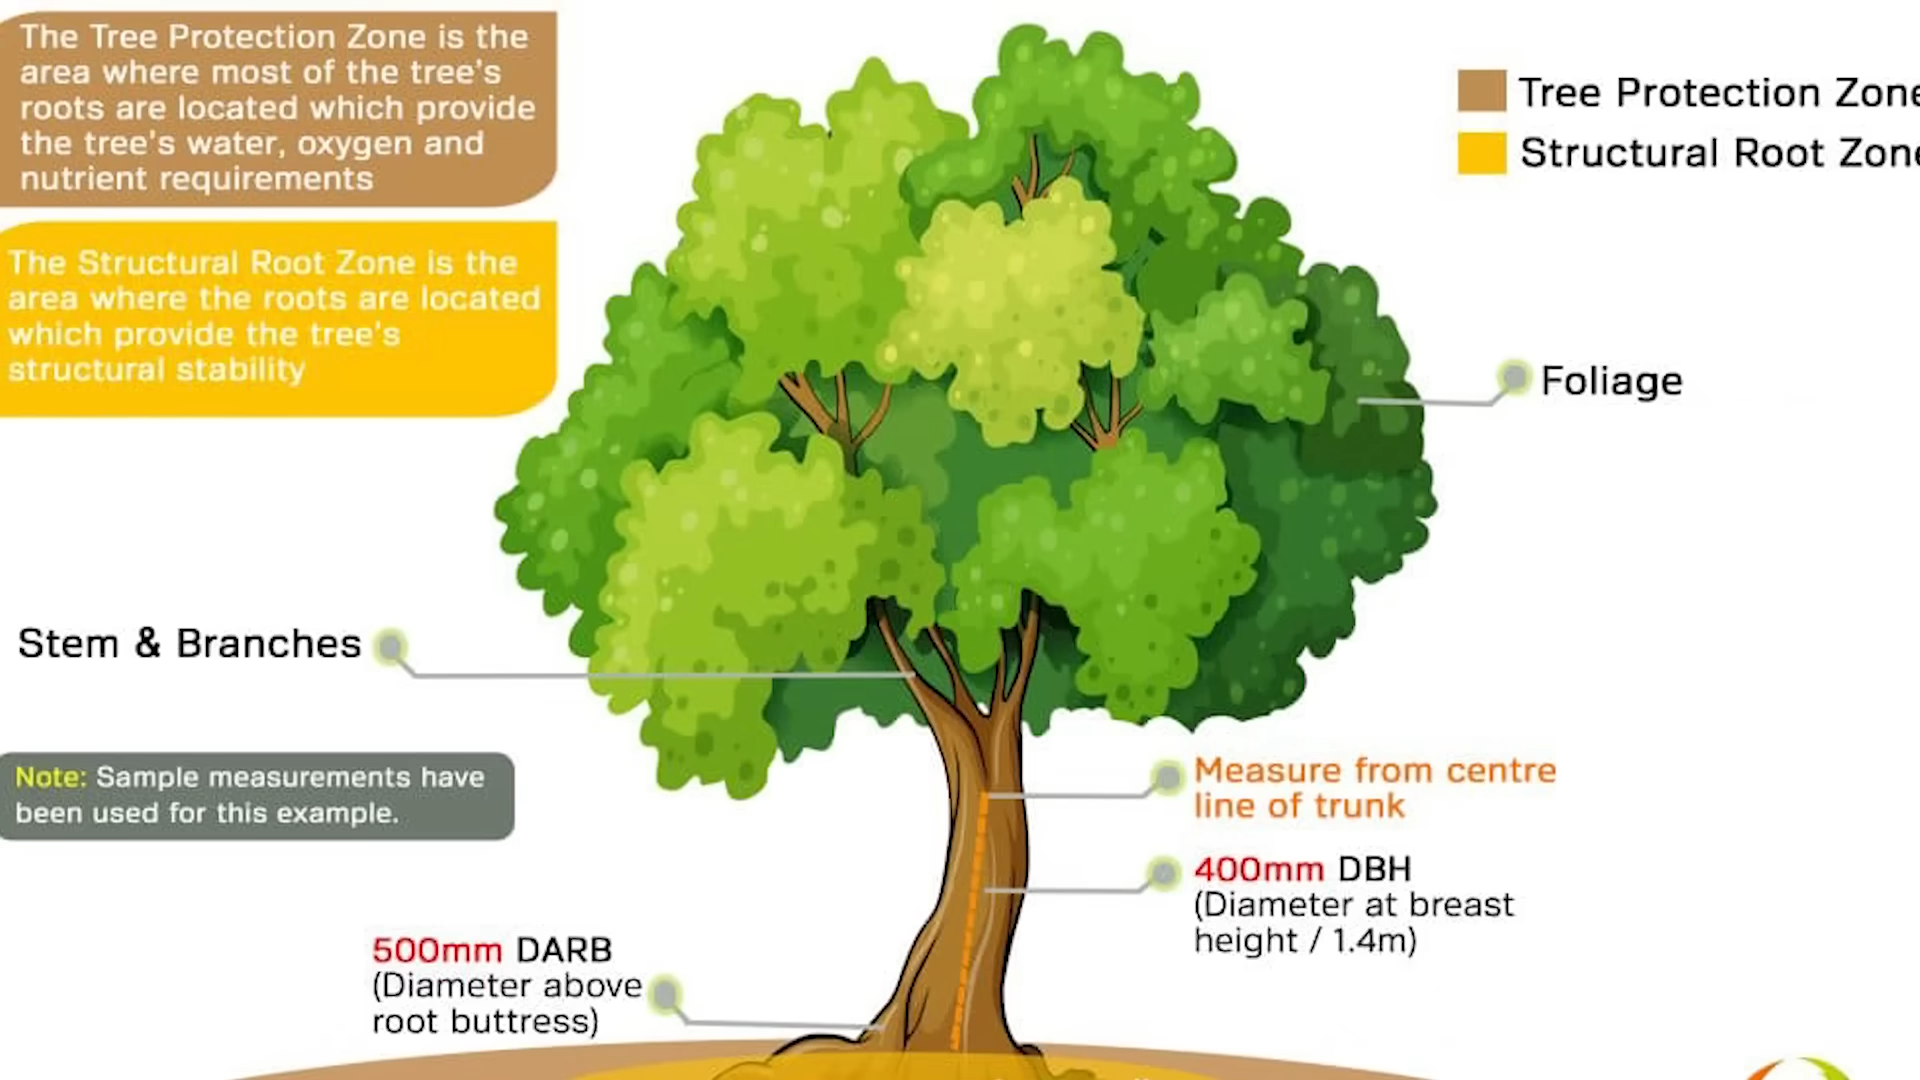 The Tree Protection Zone is the
area where most of the tree's
roots are located which provide
the tree's water, oxygen and
nutrient requirements
The Structural Root Zone is the
area where the roots are located
which provide the tree's
structural stability
Tree Protection Zone
Structural Root Zone
Foliage
Stem & Branches
Note: Sample measurements have
been used for this example.
Measure from centre
line of trunk
400mm DBH
(Diameter at breast
height / 1.4m)
500mm DARB
(Diameter above
root buttress)